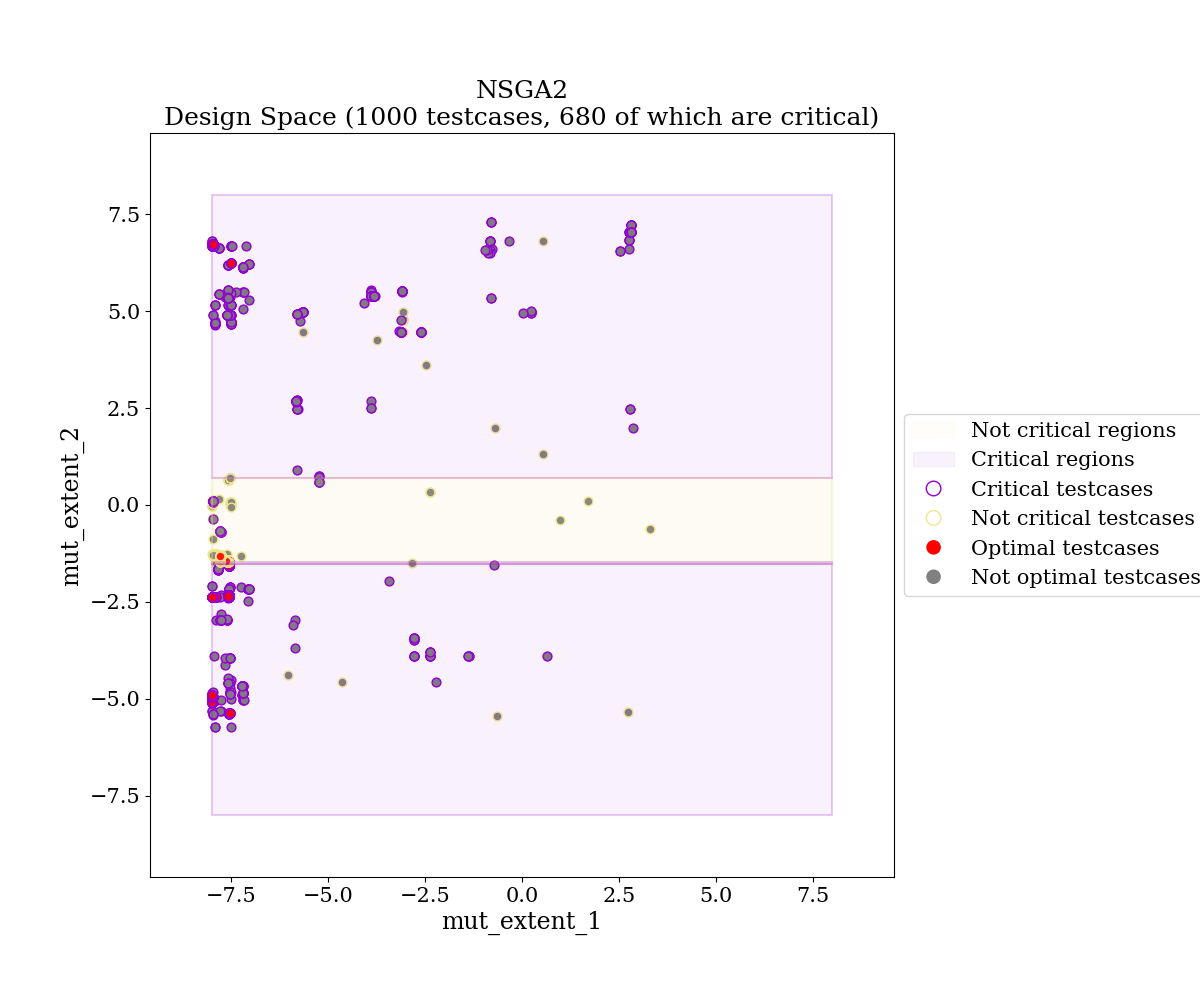 NSGA2
Design Space (1000 testcases, 680 of which are critical)
7.5
5.0
2.5
0.0
−2.5
−5.0
−7.5
mut_extent_2
−7.5
−5.0
−2.5
0.0
2.5
5.0
7.5
mut_extent_1
Not critical regions
Critical regions
Critical testcases
Not critical testcases
Optimal testcases
Not optimal testcases